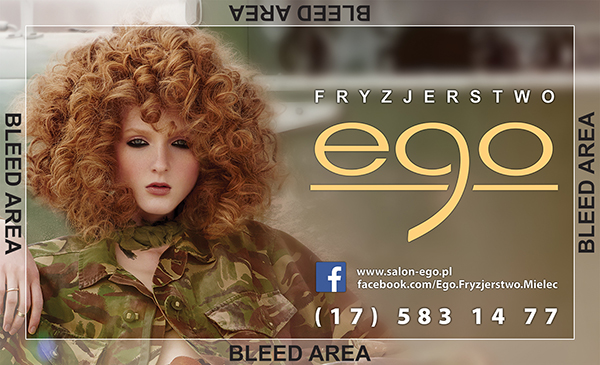 BLEED AREA
BLEED AREA
FRYZJERSTWO
ego
www.salon-ego.pl
facebook.com/Ego.Fryzjerstwo.Mielec
(17) 583 14 77
BLEED AREA
BLEED AREA